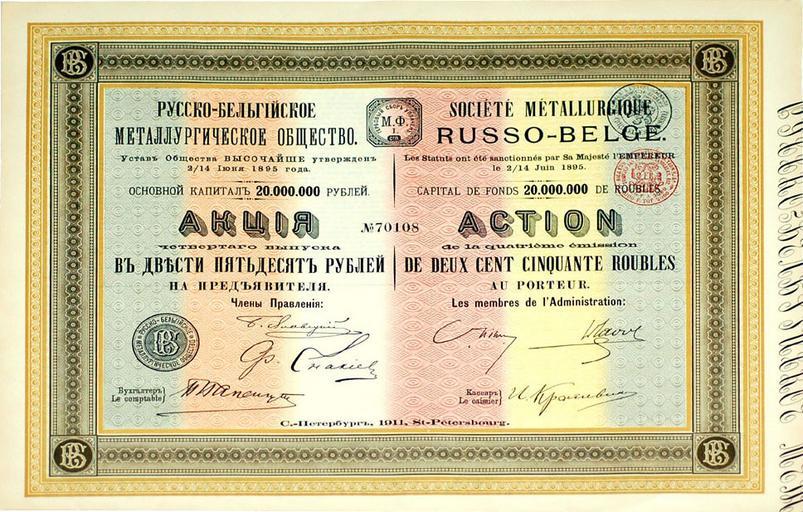 РУССКО-БЕЛЬГІЙСКОЕ
МЕТАЛЛУРГИЧЕСКОЕ ОБЩЕСТВО.
Уставъ Общества ВЫСОЧАЙШЕ утвержденъ
2/14 Іюня 1895 года.
ОСНОВНОЙ КАПИТАЛЪ 20.000.000 РУБЛЕЙ.
АКЦІЯ
четвертаго выпуска
ВЪ ДВѢСТИ ПЯТЬДЕСЯТЪ РУБЛЕЙ
НА ПРЕДЪЯВИТЕЛЯ.
Члены Правленія:
М.Ф.
№70108
SOCIÉTÉ MÉTALLURGIQUE
RUSSO-BELGE.
Les Statuts ont été sanctionnés par Sa Majesté l'EMPEREUR
le 2/14 Juin 1895.
CAPITAL DE FONDS 20.000.000 DE ROUBLES.
ACTION
de la quatrième émission
DE DEUX CENT CINQUANTE ROUBLES
AU PORTEUR.
Les membres de l'Administration:
РУССКО-БЕЛЬГІЙСКОЕ
МЕТАЛЛУРГИЧЕСКОЕ ОБЩЕСТВО
Бухгалтеръ
Le comptable
Кассиръ
Le caissier
С.-Петербургъ, 1911, St-Pétersbourg.